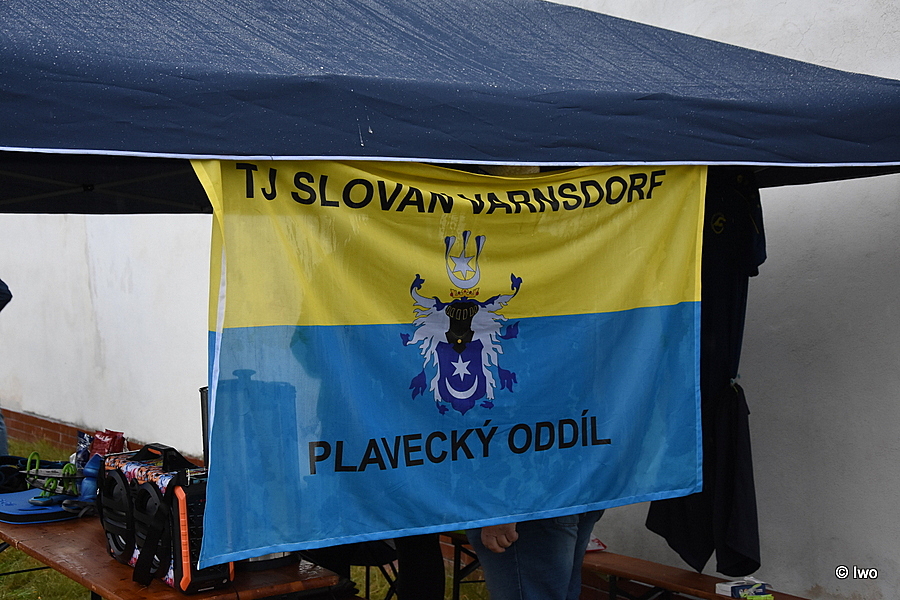 TJ SLOVAN VARNSDORF
PLAVECKÝ ODDÍL
© Iwo